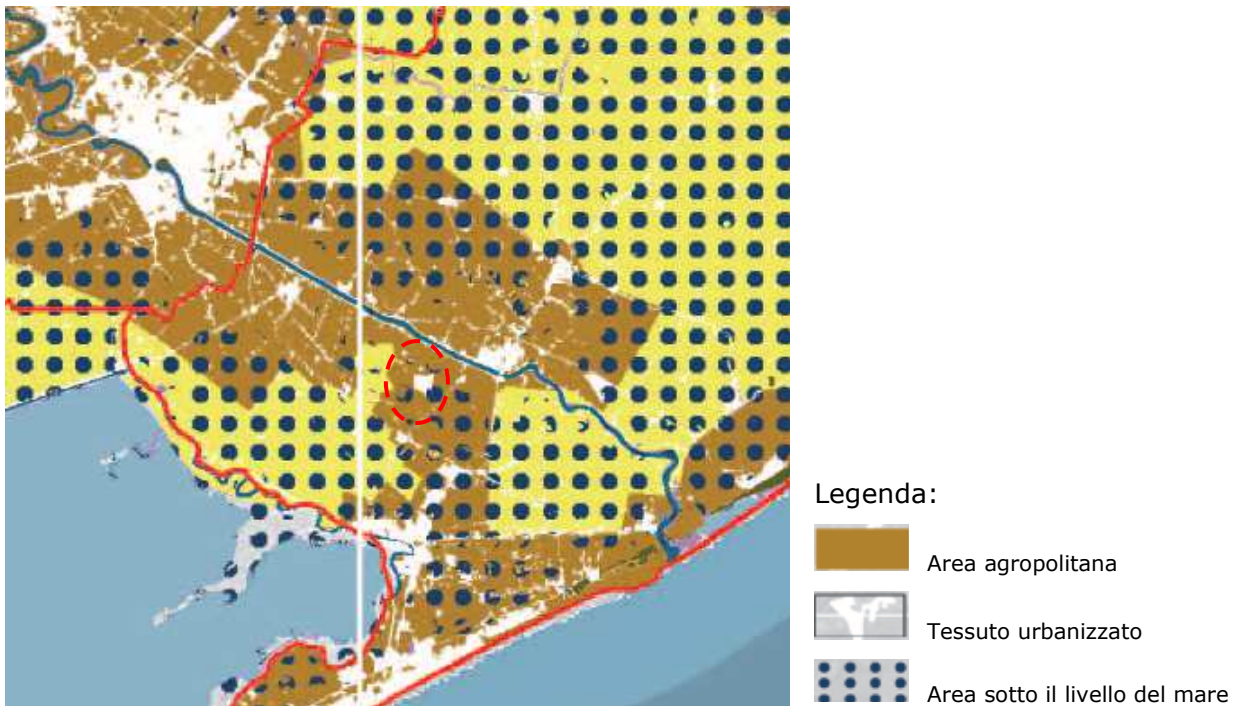 Legenda:
Area agropolitana
Tessuto urbanizzato
Area sotto il livello del mare